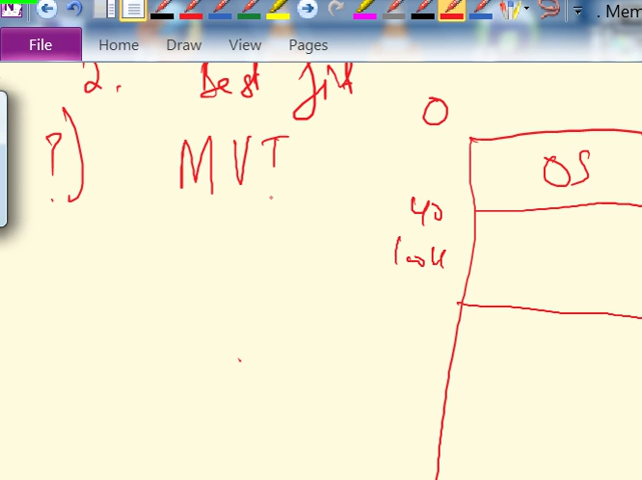 . Mem
File Home Draw View Pages
2. Best fit
0
?) MVT
OS
40
100K